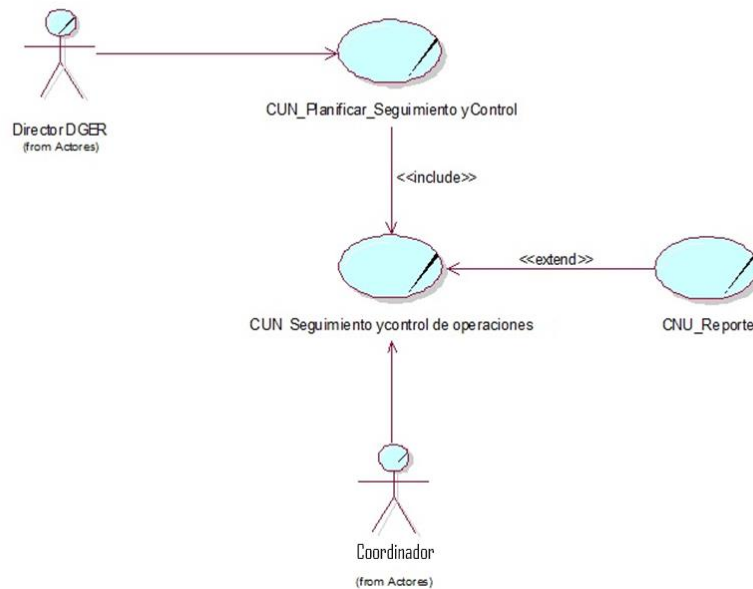 Director DGER
(from Actores)
CUN_Planificar_Seguimiento yControl
<<include>>
<<extend>>
CUN Seguimiento ycontrol de operaciones
CNU_Reporte
Coordinador
(from Actores)